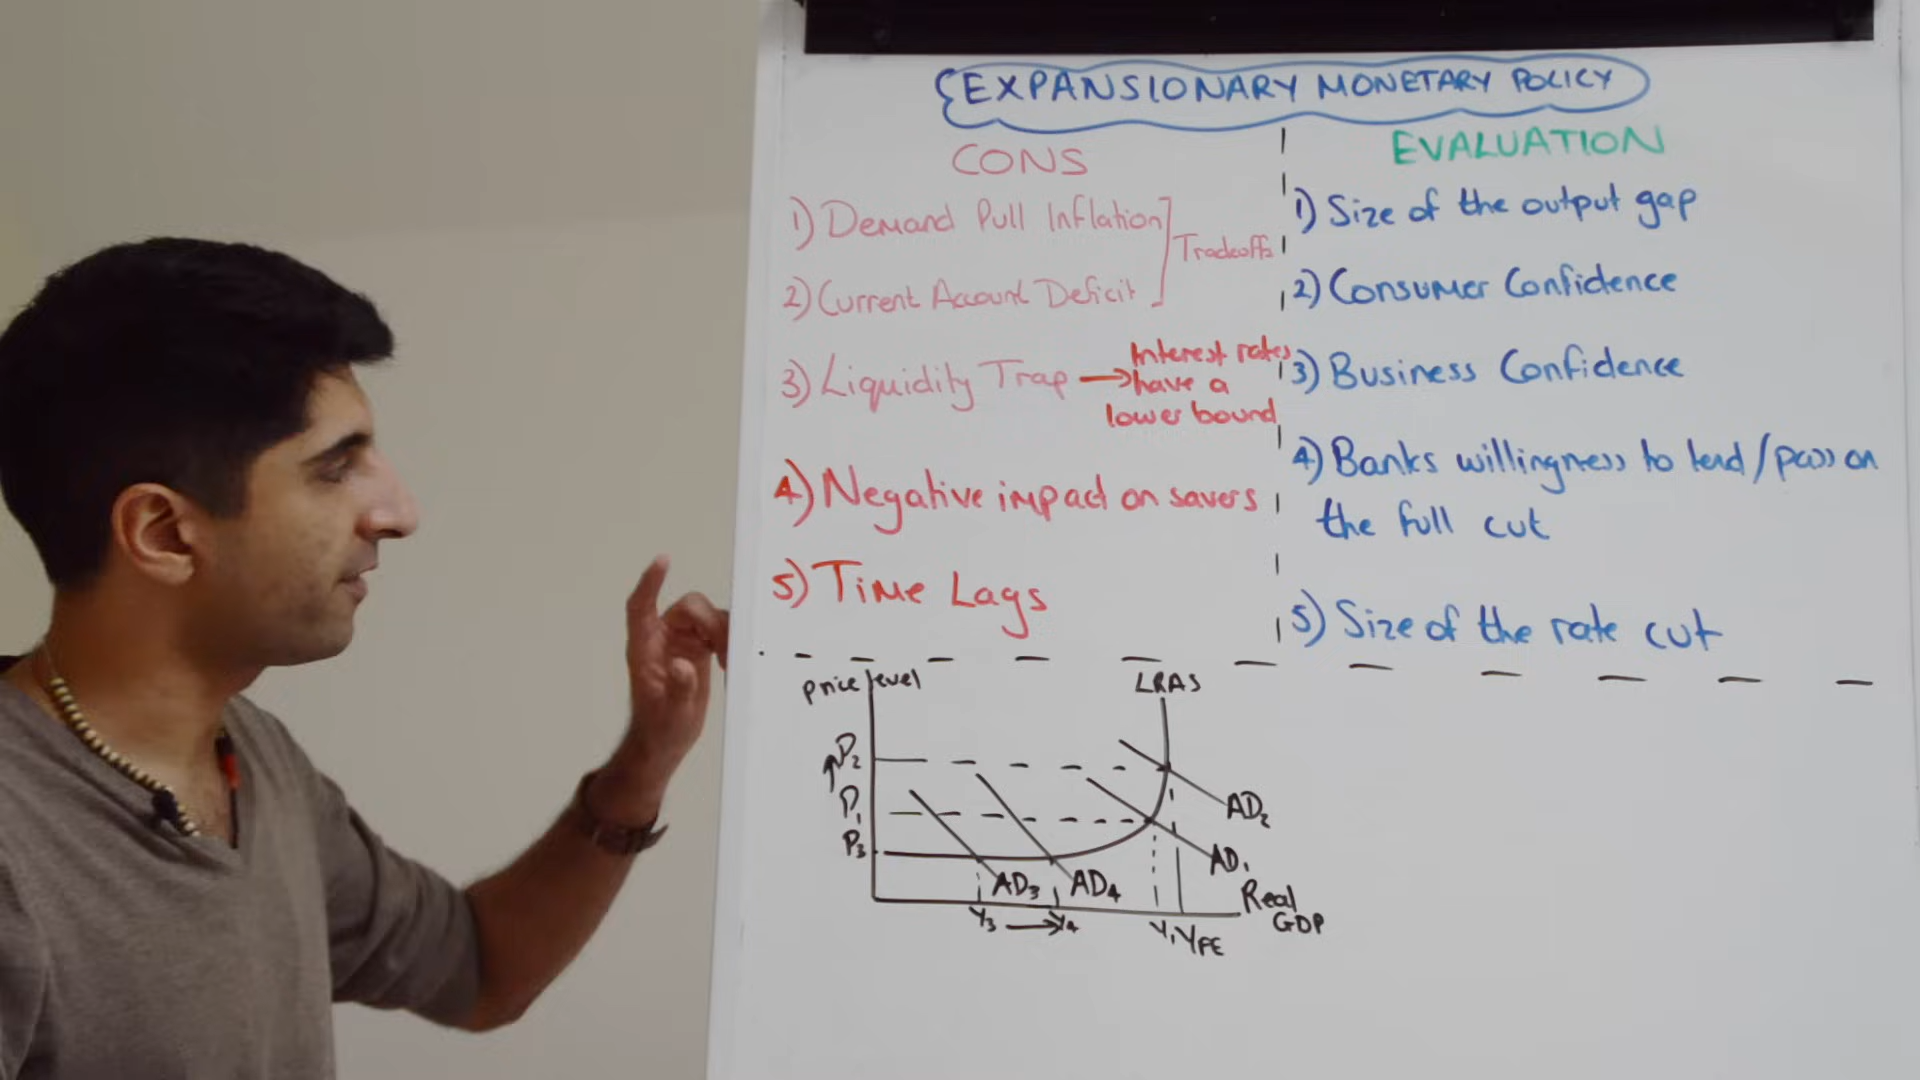 EXPANSIONARY MONETARY POLICY
CONS
1) Demand Pull Inflation
2) Current Account Deficit
Tradeoffs
3) Liquidity Trap
Interest rates
have a
lower bound
4) Negative impact on savers
5) Time Lags
EVALUATION
1) Size of the output gap
2) Consumer Confidence
3) Business Confidence
4) Banks willingness to lend/pass on
the full cut
5) Size of the rate cut
Price level
LRAS
P2
P1
P3
AD2
AD1
AD3
AD4
Real
GDP
Y3
Y4
Y1
YFE